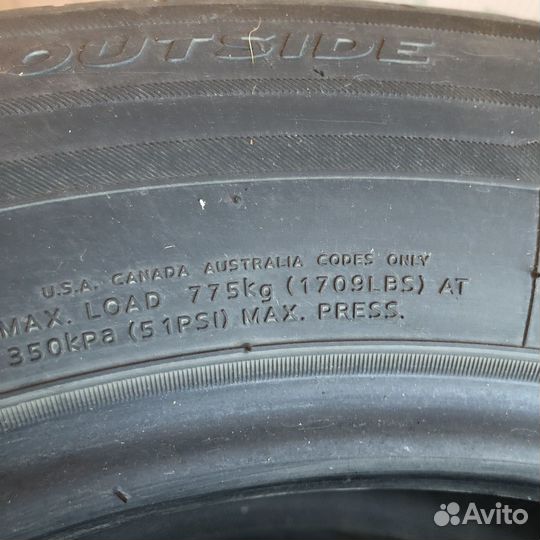 OUTSIDE
U.S.A. CANADA AUSTRALIA CODES ONLY
MAX. LOAD 775kg (1709LBS) AT
350kPa (51PSI) MAX. PRESS.
Avito